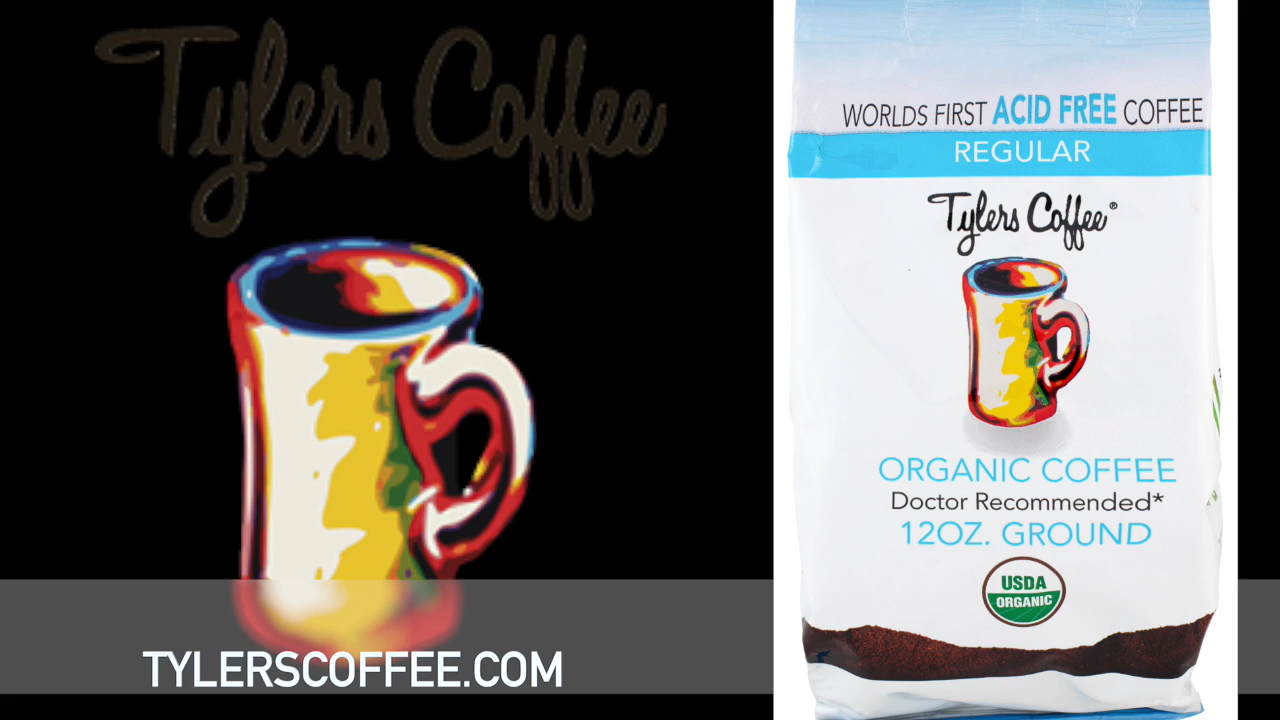 Tylers Coffee
TYLERSCOFFEE.COM
WORLDS FIRST ACID FREE COFFEE
REGULAR
Tylers Coffee®
ORGANIC COFFEE
Doctor Recommended*
12OZ. GROUND
USDA
ORGANIC